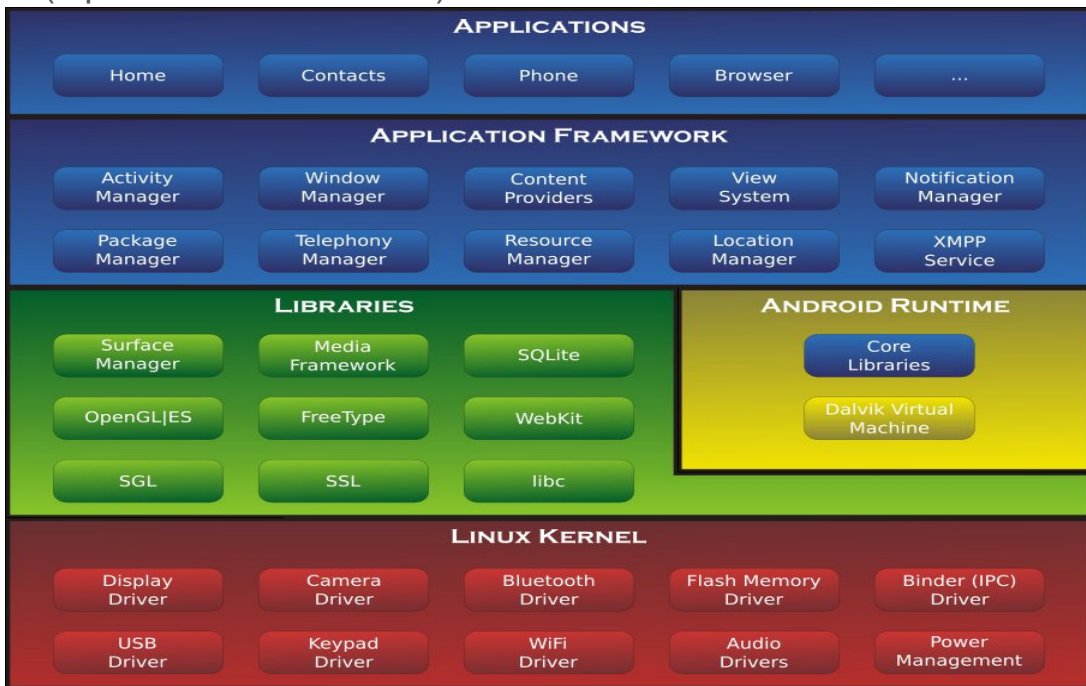 APPLICATIONS
Home
Contacts
Phone
Browser
...
APPLICATION FRAMEWORK
Activity
Manager
Window
Manager
Content
Providers
View
System
Notification
Manager
Package
Manager
Telephony
Manager
Resource
Manager
Location
Manager
XMPP
Service
LIBRARIES
Surface
Manager
Media
Framework
SQLite
OpenGL|ES
FreeType
WebKit
SGL
SSL
libc
ANDROID RUNTIME
Core
Libraries
Dalvik Virtual
Machine
LINUX KERNEL
Display
Driver
Camera
Driver
Bluetooth
Driver
Flash Memory
Driver
Binder (IPC)
Driver
USB
Driver
Keypad
Driver
WiFi
Driver
Audio
Drivers
Power
Management